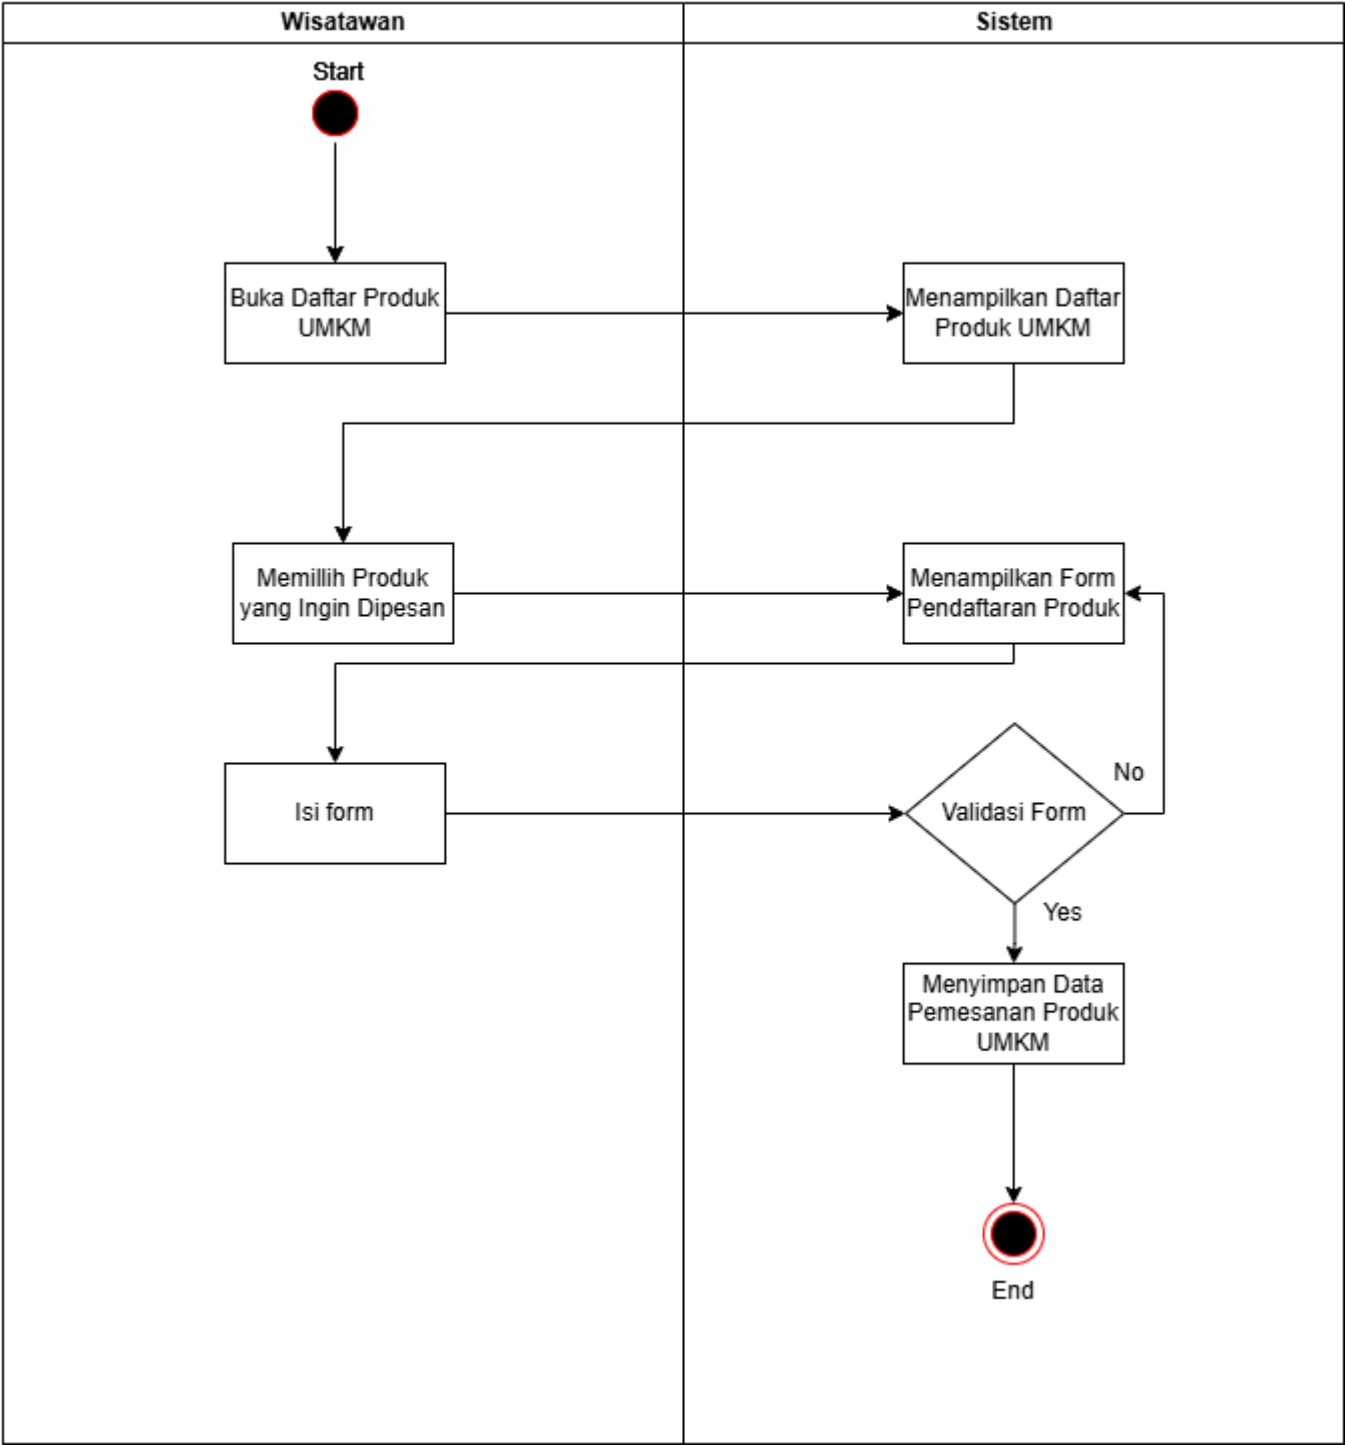 Wisatawan
Sistem
Start
Buka Daftar Produk
UMKM
Menampilkan Daftar
Produk UMKM
Memillih Produk
yang Ingin Dipesan
Menampilkan Form
Pendaftaran Produk
Isi form
Validasi Form
No
Yes
Menyimpan Data
Pemesanan Produk
UMKM
End